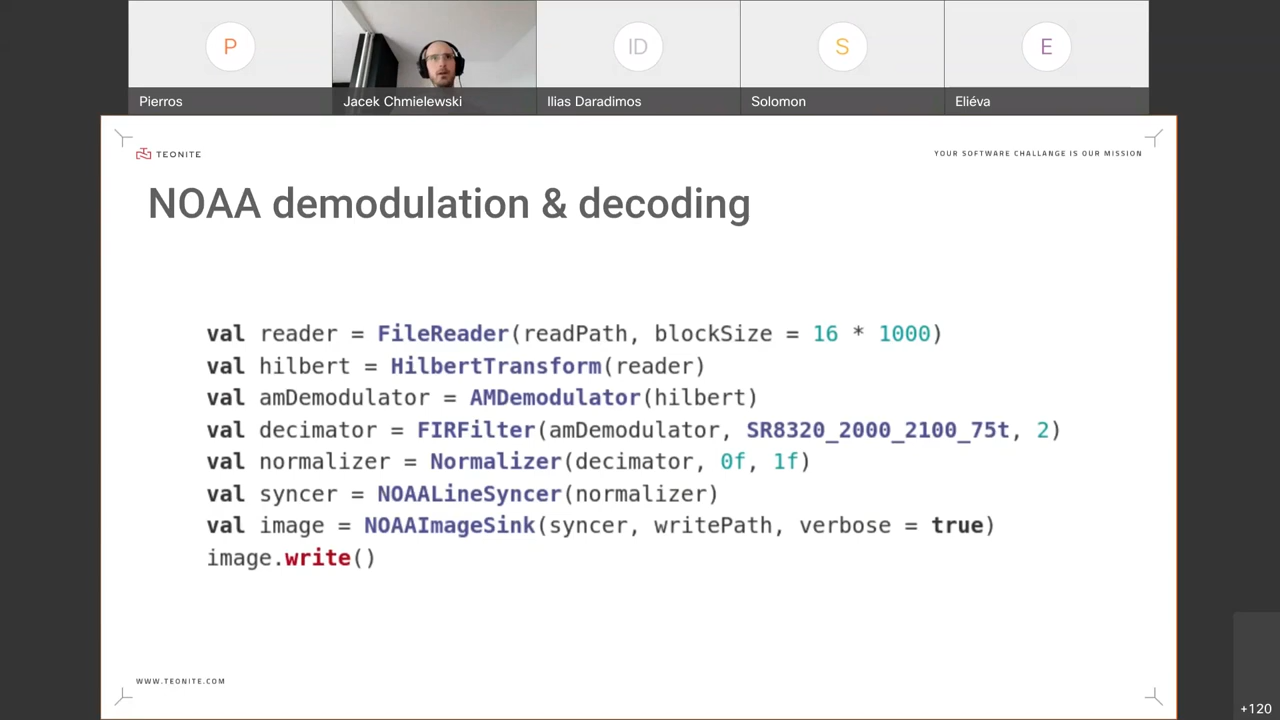 P
ID
S
E
Pierros
Jacek Chmielewski
Ilias Daradimos
Solomon
Eliéva
TEONITE
YOUR SOFTWARE CHALLANGE IS OUR MISSION
NOAA demodulation & decoding
val reader = FileReader(readPath, blockSize = 16 * 1000)
val hilbert = HilbertTransform(reader)
val amDemodulator = AMDemodulator(hilbert)
val decimator = FIRFilter(amDemodulator, SR8320_2000_2100_75t, 2)
val normalizer = Normalizer(decimator, 0f, 1f)
val syncer = NOAALineSyncer(normalizer)
val image = NOAAImageSink(syncer, writePath, verbose = true)
image.write()
WWW.TEONITE.COM
+120